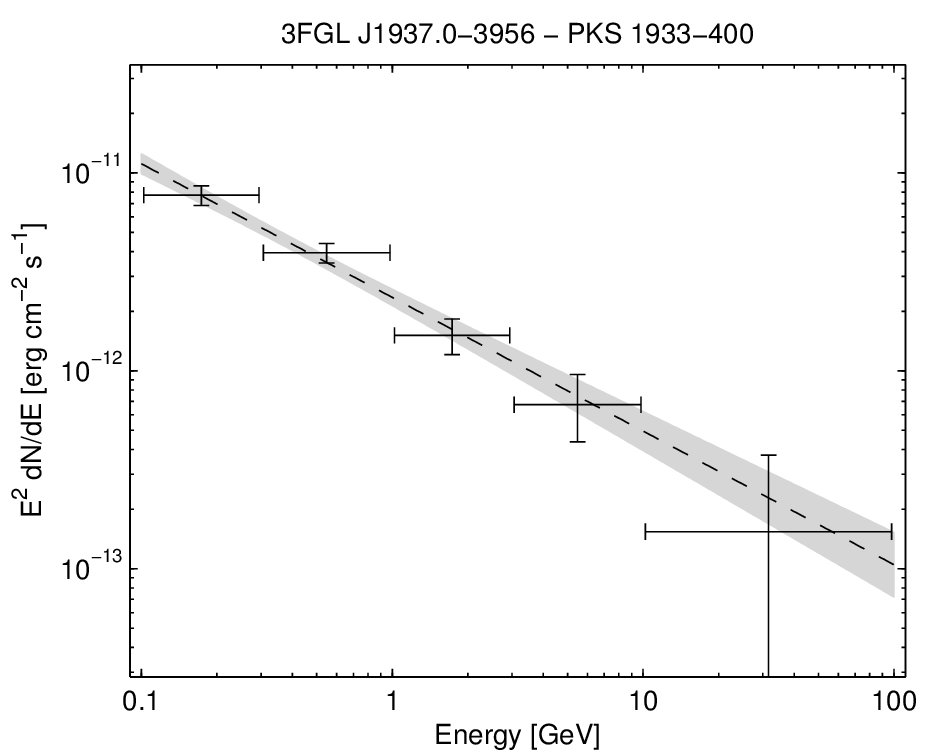 3FGL J1937.0−3956 − PKS 1933−400
E² dN/dE [erg cm⁻² s⁻¹]
10⁻¹¹
10⁻¹²
10⁻¹³
0.1 1 10 100
Energy [GeV]